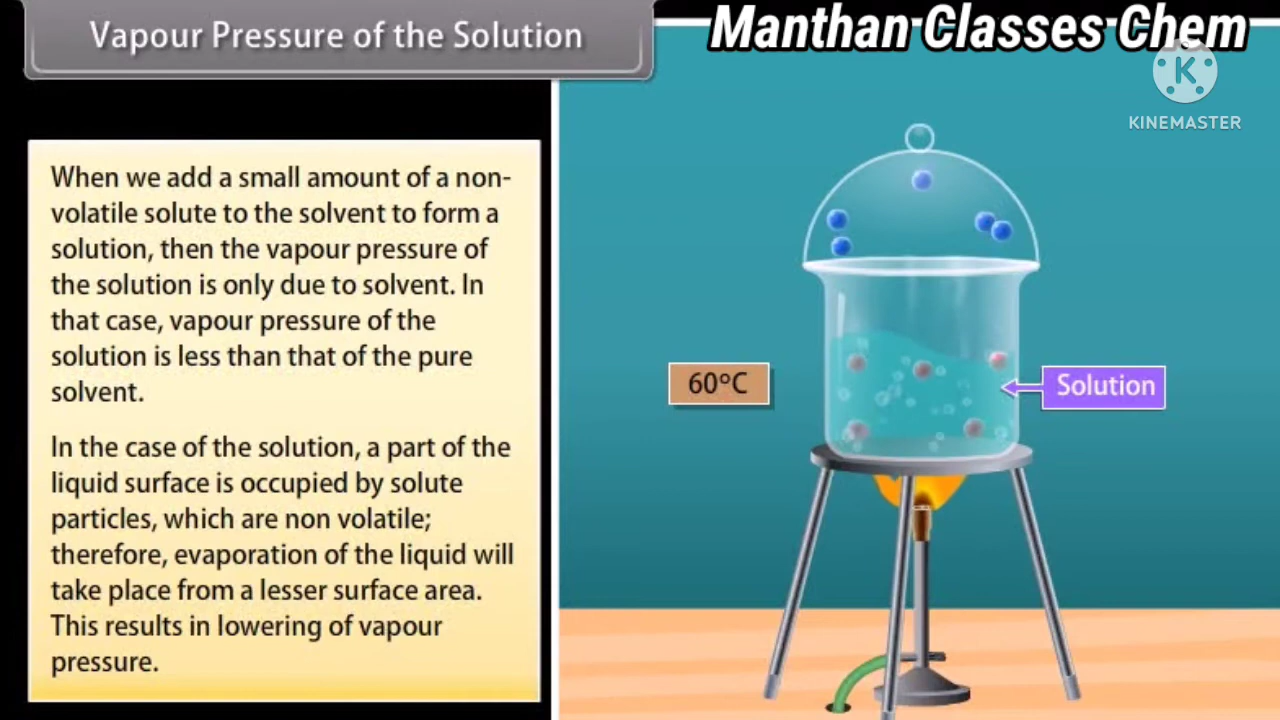 Vapour Pressure of the Solution
Manthan Classes Chem
K
KINEMASTER
When we add a small amount of a non-
volatile solute to the solvent to form a
solution, then the vapour pressure of
the solution is only due to solvent. In
that case, vapour pressure of the
solution is less than that of the pure
solvent.
In the case of the solution, a part of the
liquid surface is occupied by solute
particles, which are non volatile;
therefore, evaporation of the liquid will
take place from a lesser surface area.
This results in lowering of vapour
pressure.
60°C
Solution